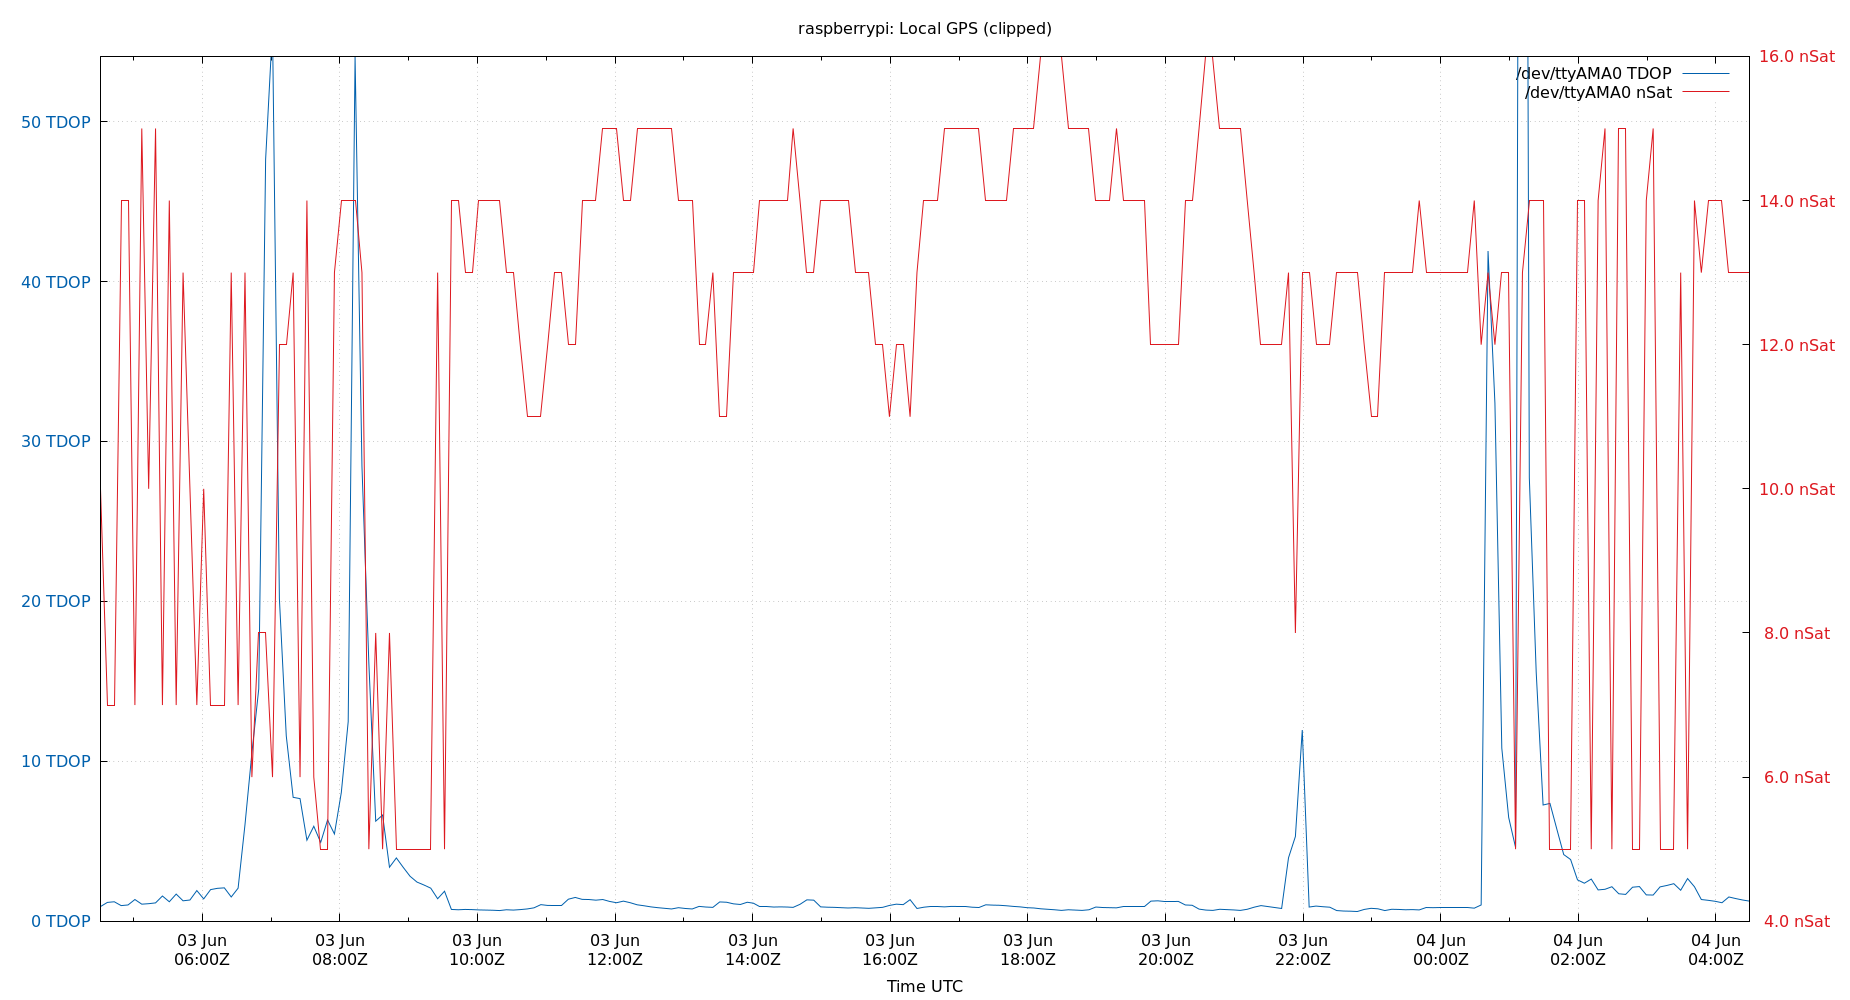 raspberrypi: Local GPS (clipped)
/dev/ttyAMA0 TDOP
/dev/ttyAMA0 nSat
50 TDOP
40 TDOP
30 TDOP
20 TDOP
10 TDOP
0 TDOP
16.0 nSat
14.0 nSat
12.0 nSat
10.0 nSat
8.0 nSat
6.0 nSat
4.0 nSat
03 Jun 03 Jun 03 Jun 03 Jun 03 Jun 03 Jun 03 Jun 03 Jun 03 Jun 04 Jun 04 Jun 04 Jun
06:00Z 08:00Z 10:00Z 12:00Z 14:00Z 16:00Z 18:00Z 20:00Z 22:00Z 00:00Z 02:00Z 04:00Z
Time UTC